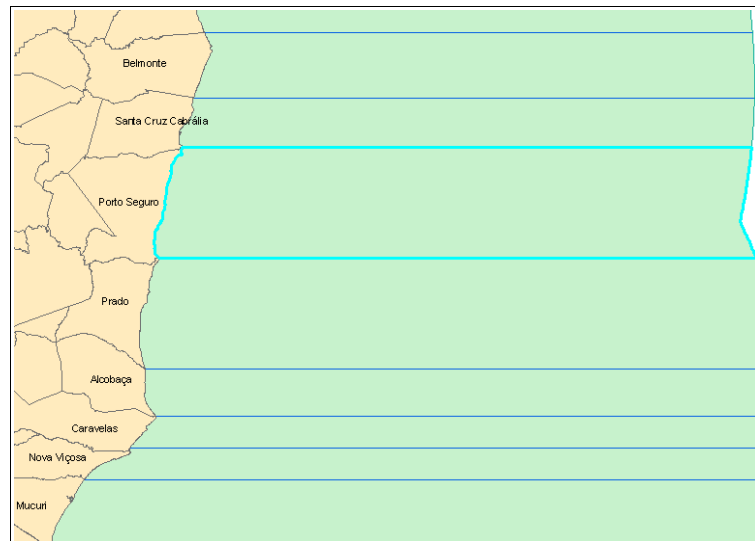 Belmonte
Santa Cruz Cabrália
Porto Seguro
Prado
Alcobaça
Caravelas
Nova Viçosa
Mucuri